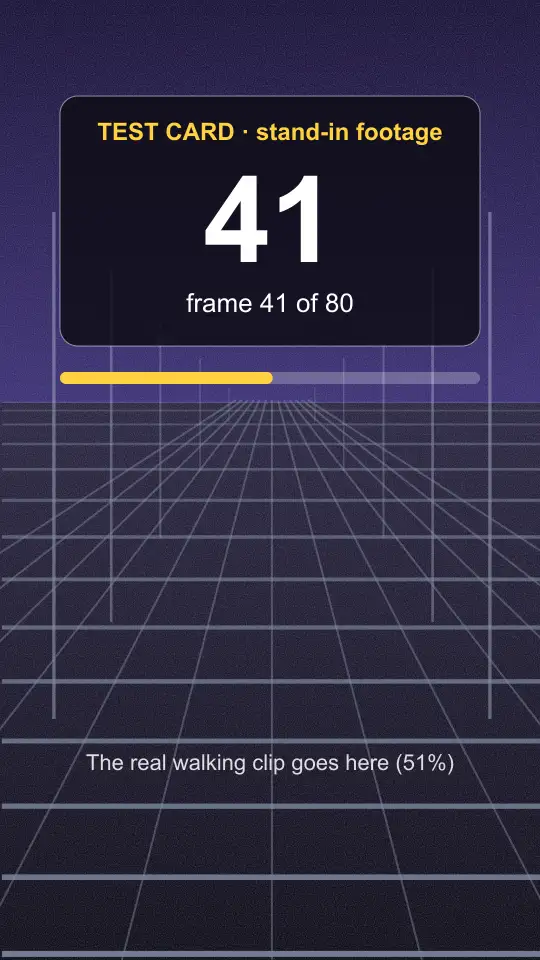 TEST CARD · stand-in footage
41
frame 41 of 80
The real walking clip goes here (51%)